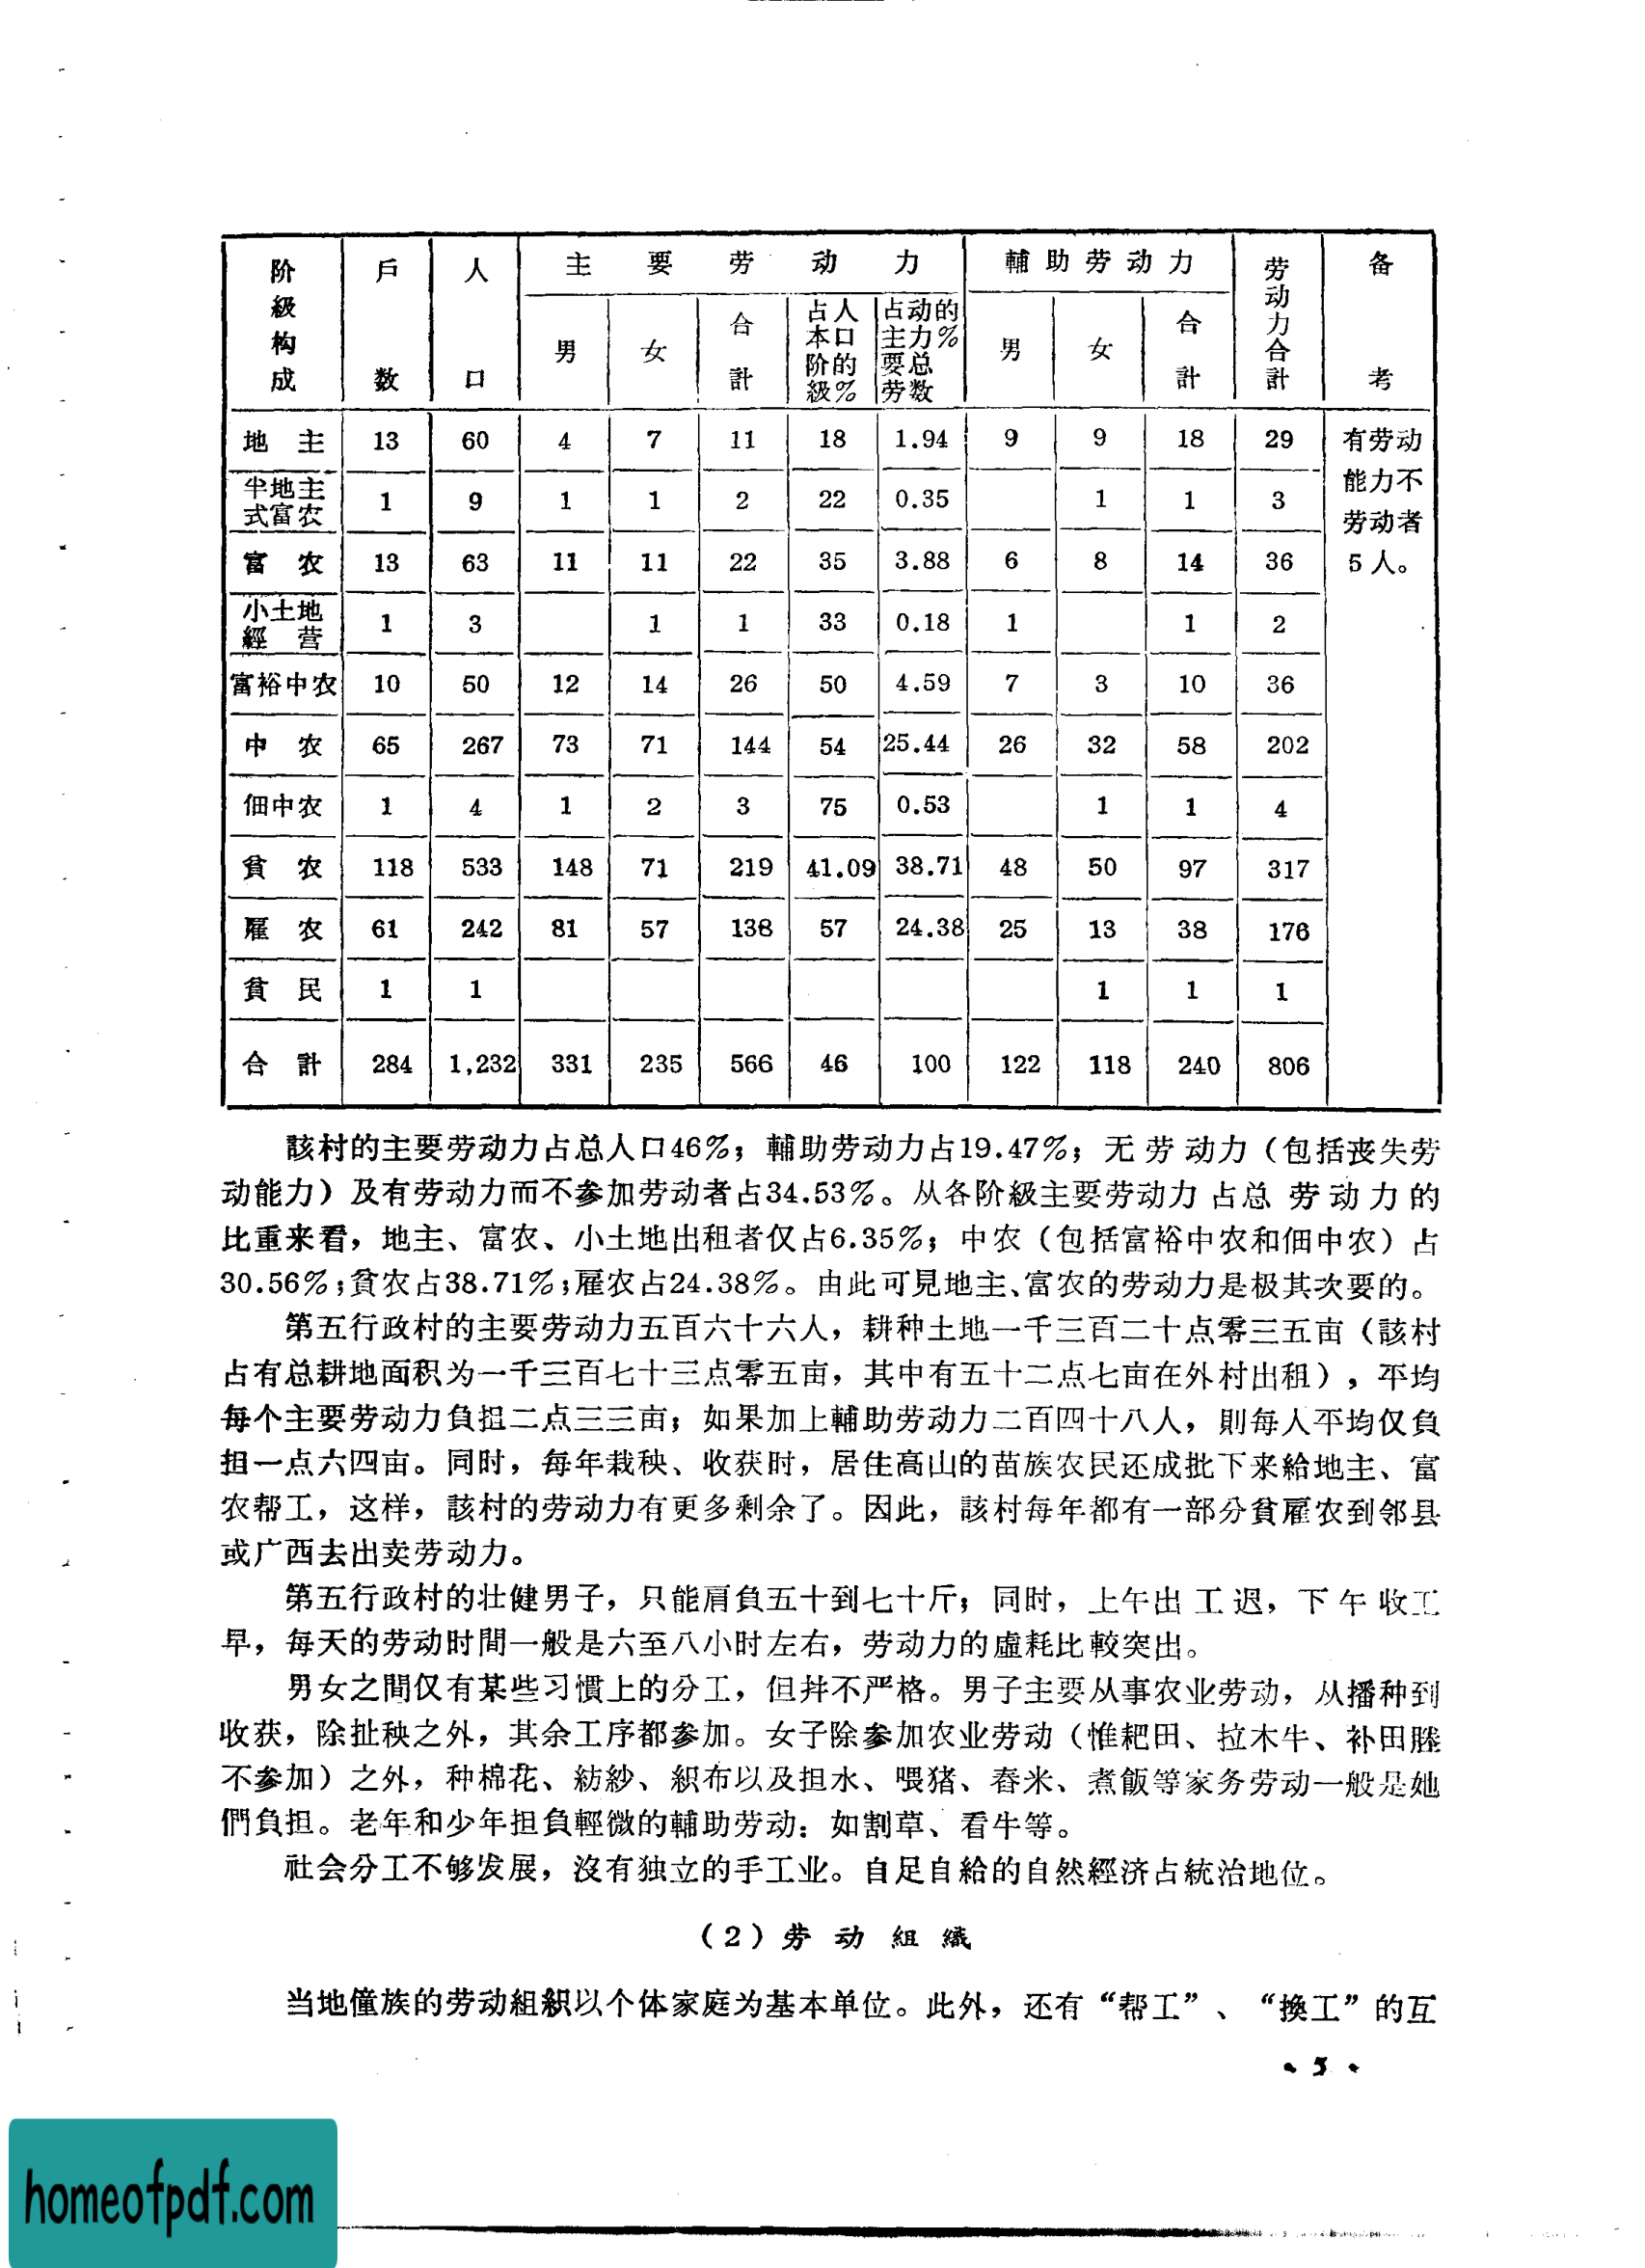 阶級构成 戶数 人口 主要劳动力 輔助劳动力 劳动力合計 备考
男 女 合計 占本阶級人口的% 占主要劳动力总数的% 男 女 合計
地主 13 60 4 7 11 18 1.94 9 9 18 29 有劳动
能力不
半地主式富农 1 9 1 1 2 22 0.35 1 1 3 劳动者
富农 13 63 11 11 22 35 3.88 6 8 14 36 5人。
小土地經营 1 3 1 1 33 0.18 1 1 2
富裕中农 10 50 12 14 26 50 4.59 7 3 10 36
中农 65 267 73 71 144 54 25.44 26 32 58 202
佃中农 1 4 1 2 3 75 0.53 1 1 4
貧农 118 533 148 71 219 41.09 38.71 48 50 97 317
雇农 61 242 81 57 138 57 24.38 25 13 38 176
貧民 1 1 1 1 1
合計 284 1,232 331 235 566 46 100 122 118 240 806
該村的主要劳动力占总人口46%；輔助劳动力占19.47%；无劳动力（包括丧失劳
动能力）及有劳动力而不参加劳动者占34.53%。从各阶級主要劳动力占总劳动力的
比重来看，地主、富农、小土地出租者仅占6.35%；中农（包括富裕中农和佃中农）占
30.56%；貧农占38.71%；雇农占24.38%。由此可見地主、富农的劳动力是极其次要的。
第五行政村的主要劳动力五百六十六人，耕种土地一千三百二十点零三五亩（該村
占有总耕地面积为一千三百七十三点零五亩，其中有五十二点七亩在外村出租），平均
每个主要劳动力負担二点三三亩；如果加上輔助劳动力二百四十八人，則每人平均仅負
担一点六四亩。同时，每年栽秧、收获时，居住高山的苗族农民还成批下来給地主、富
农帮工，这样，該村的劳动力有更多剩余了。因此，該村每年都有一部分貧雇农到邻县
或广西去出卖劳动力。
第五行政村的壮健男子，只能肩負五十到七十斤；同时，上午出工迟，下午收工
早，每天的劳动时間一般是六至八小时左右，劳动力的虛耗比較突出。
男女之間仅有某些习慣上的分工，但幷不严格。男子主要从事农业劳动，从播种到
收获，除扯秧之外，其余工序都参加。女子除参加农业劳动（惟耙田、拉木牛、补田塍
不参加）之外，种棉花、紡紗、織布以及担水、喂猪、舂米、煮飯等家务劳动一般是她
們負担。老年和少年担負輕微的輔助劳动：如割草、看牛等。
社会分工不够发展，沒有独立的手工业。自足自給的自然經济占統治地位。
（2）劳动組織
当地僮族的劳动組織以个体家庭为基本单位。此外，还有“帮工”、“換工”的互
· 5 ·
homeofpdf.com